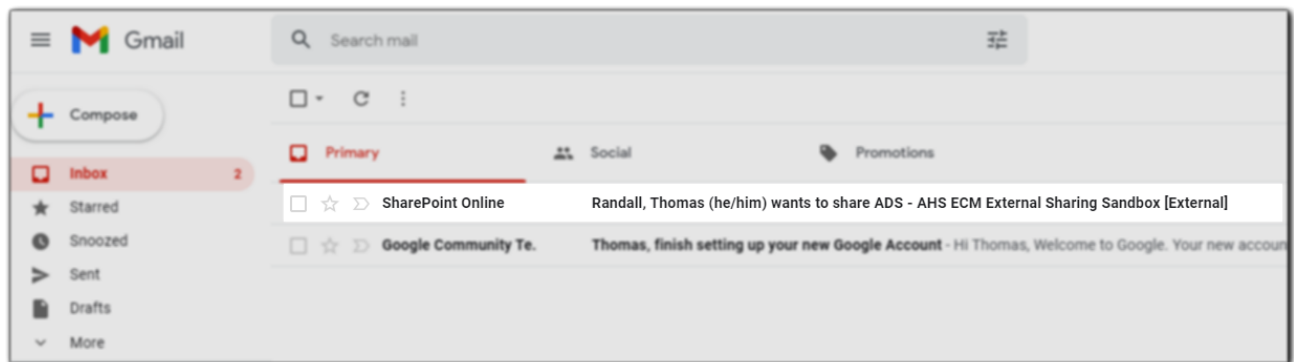 Gmail
Search mail
Compose
Primary
Social
Promotions
Inbox 2
SharePoint Online Randall, Thomas (he/him) wants to share ADS - AHS ECM External Sharing Sandbox [External]
Starred
Snoozed
Google Community Te. Thomas, finish setting up your new Google Account - Hi Thomas, Welcome to Google. Your new accoun
Sent
Drafts
More